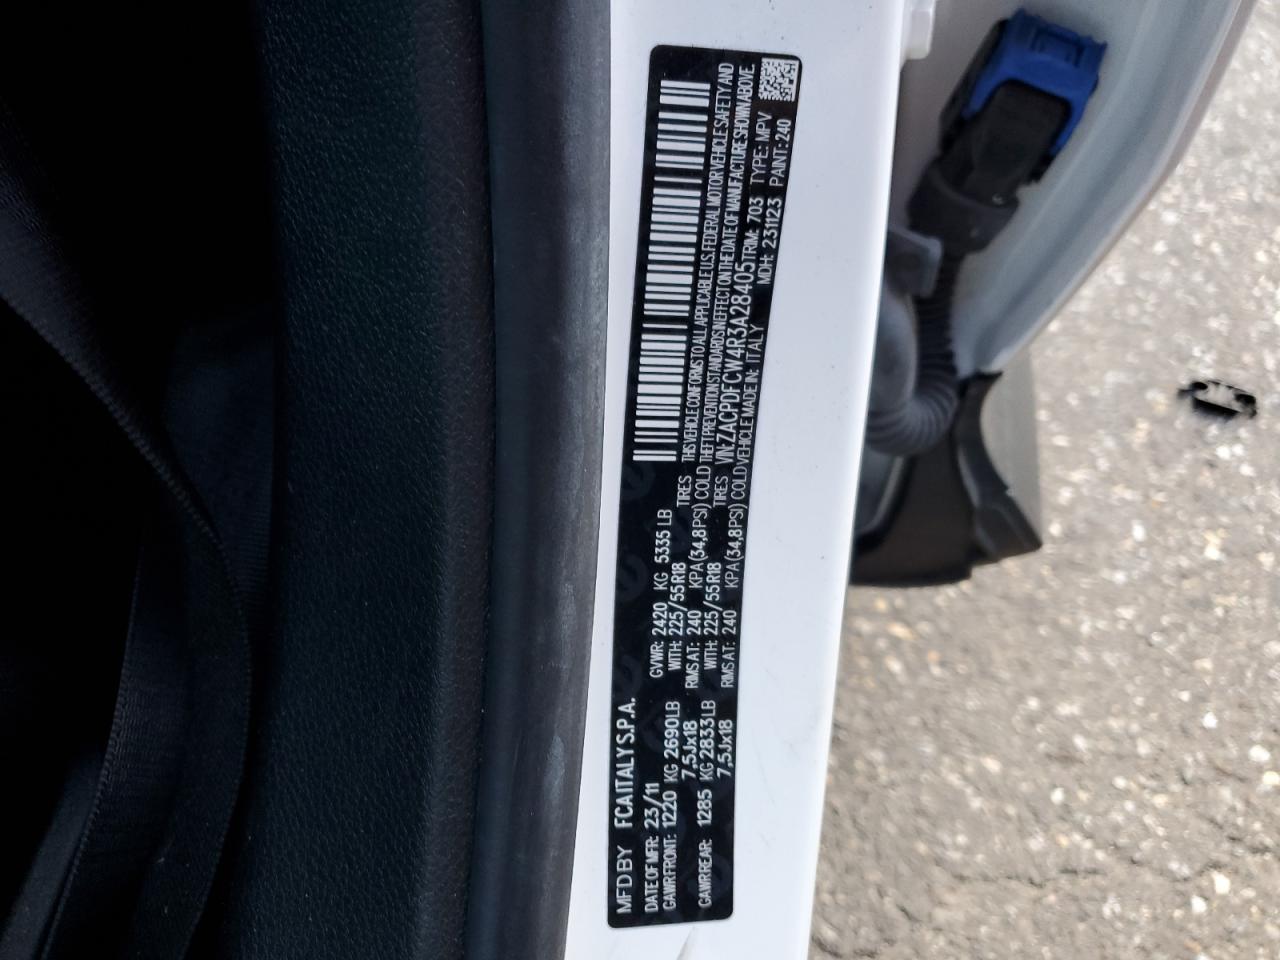 MFD BY FCA ITALY S.P.A.
DATE OF MFR: 23/11 GVWR: 2420 KG 5335 LB
GAWR FRONT: 1220 KG 2690LB WITH: 225/55R18 TIRES
7,5Jx18 RIMS AT: 240 KPA (34,8PSI) COLD
GAWR REAR: 1285 KG 2833LB WITH: 225/55R18 TIRES
7,5Jx18 RIMS AT: 240 KPA (34,8PSI) COLD
THIS VEHICLE CONFORMS TO ALL APPLICABLE U.S. FEDERAL MOTOR VEHICLE SAFETY AND
THEFT PREVENTION STANDARDS IN EFFECT ON THE DATE OF MANUFACTURE SHOWN ABOVE.
VIN: ZACPDFCW4R3A28405 TRIM: 703 TYPE: MPV
VEHICLE MADE IN: ITALY MDH: 231123 PAINT: 240